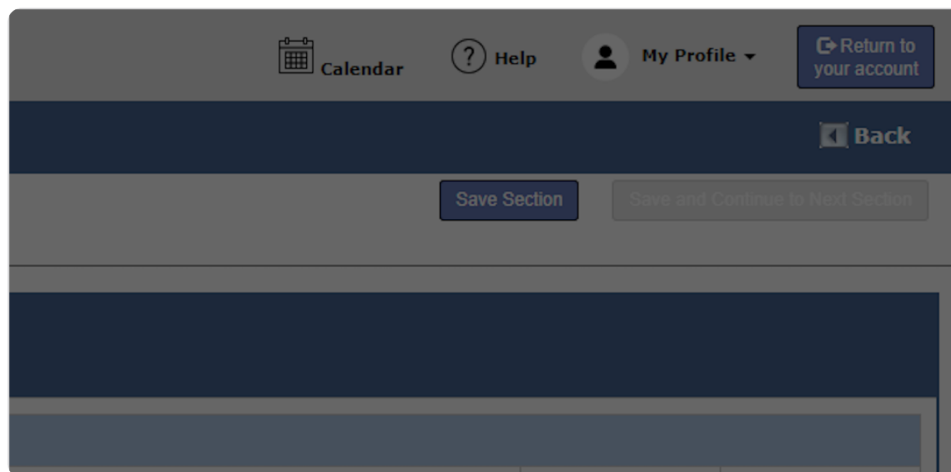 Calendar
? Help
My Profile
Return to
your account
Back
Save Section
Save and Continue to Next Section